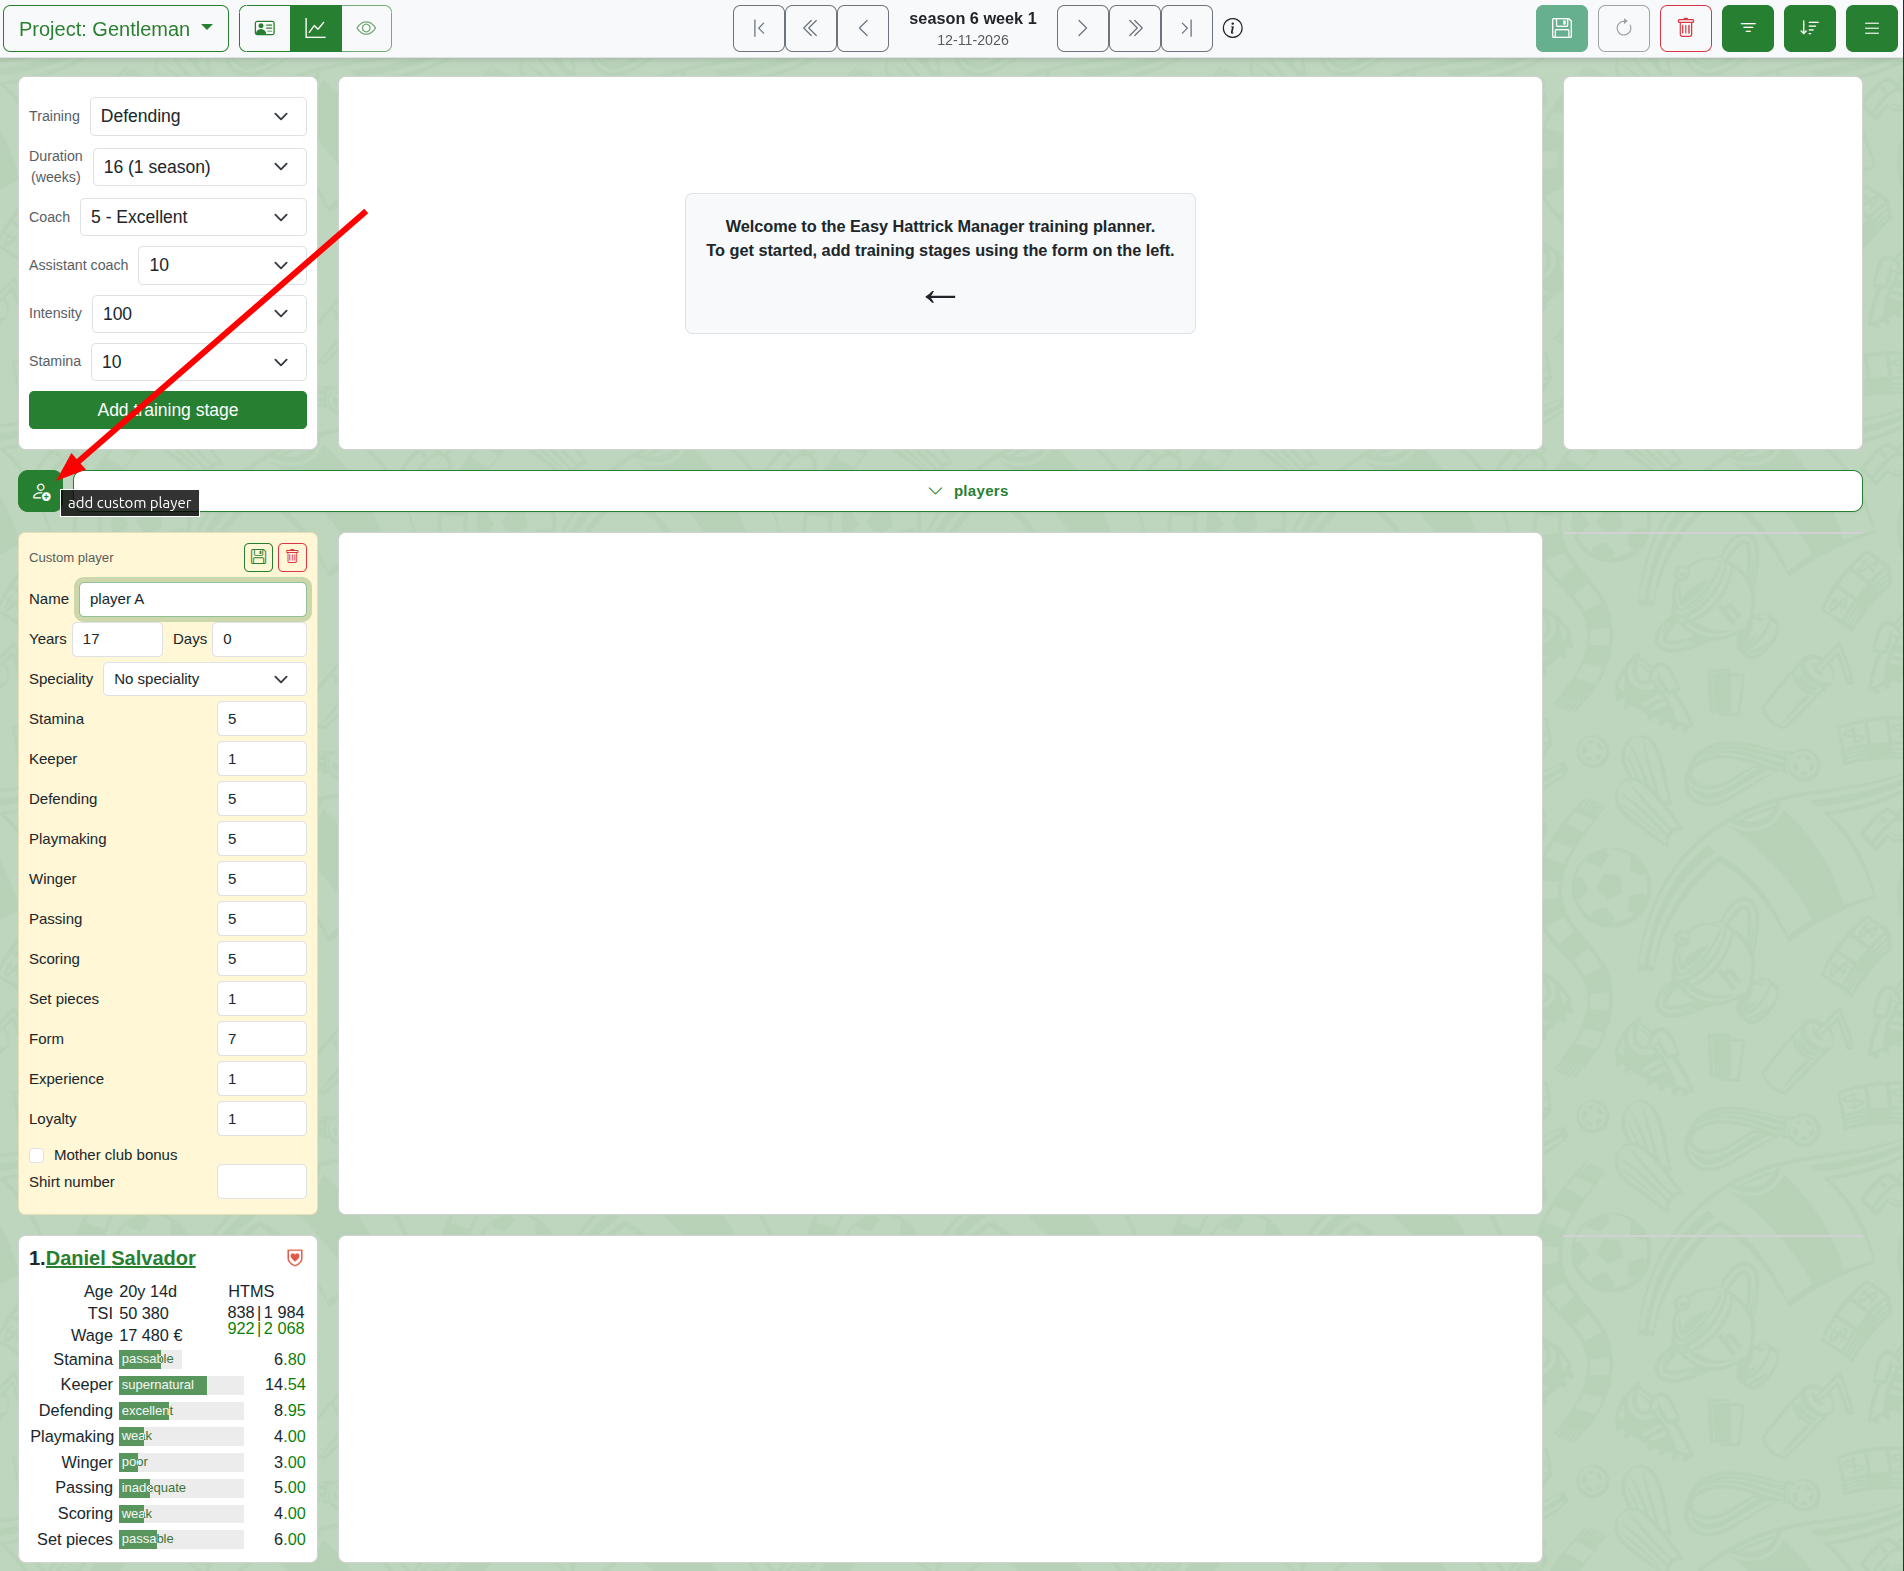 Project: Gentleman
season 6 week 1
12-11-2026
Training
Defending
Duration
(weeks)
16 (1 season)
Coach
5 - Excellent
Assistant coach
10
Intensity
100
Stamina
10
Add training stage
Welcome to the Easy Hattrick Manager training planner.
To get started, add training stages using the form on the left.
←
add custom player
players
Custom player
Name
player A
Years
17
Days
0
Speciality
No speciality
Stamina
5
Keeper
1
Defending
5
Playmaking
5
Winger
5
Passing
5
Scoring
5
Set pieces
1
Form
7
Experience
1
Loyalty
1
Mother club bonus
Shirt number
1.Daniel Salvador
Age 20y 14d HTMS
TSI 50 380 838 | 1 984
922 | 2 068
Wage 17 480 €
Stamina passable 6.80
Keeper supernatural 14.54
Defending excellent 8.95
Playmaking weak 4.00
Winger poor 3.00
Passing inadequate 5.00
Scoring weak 4.00
Set pieces passable 6.00